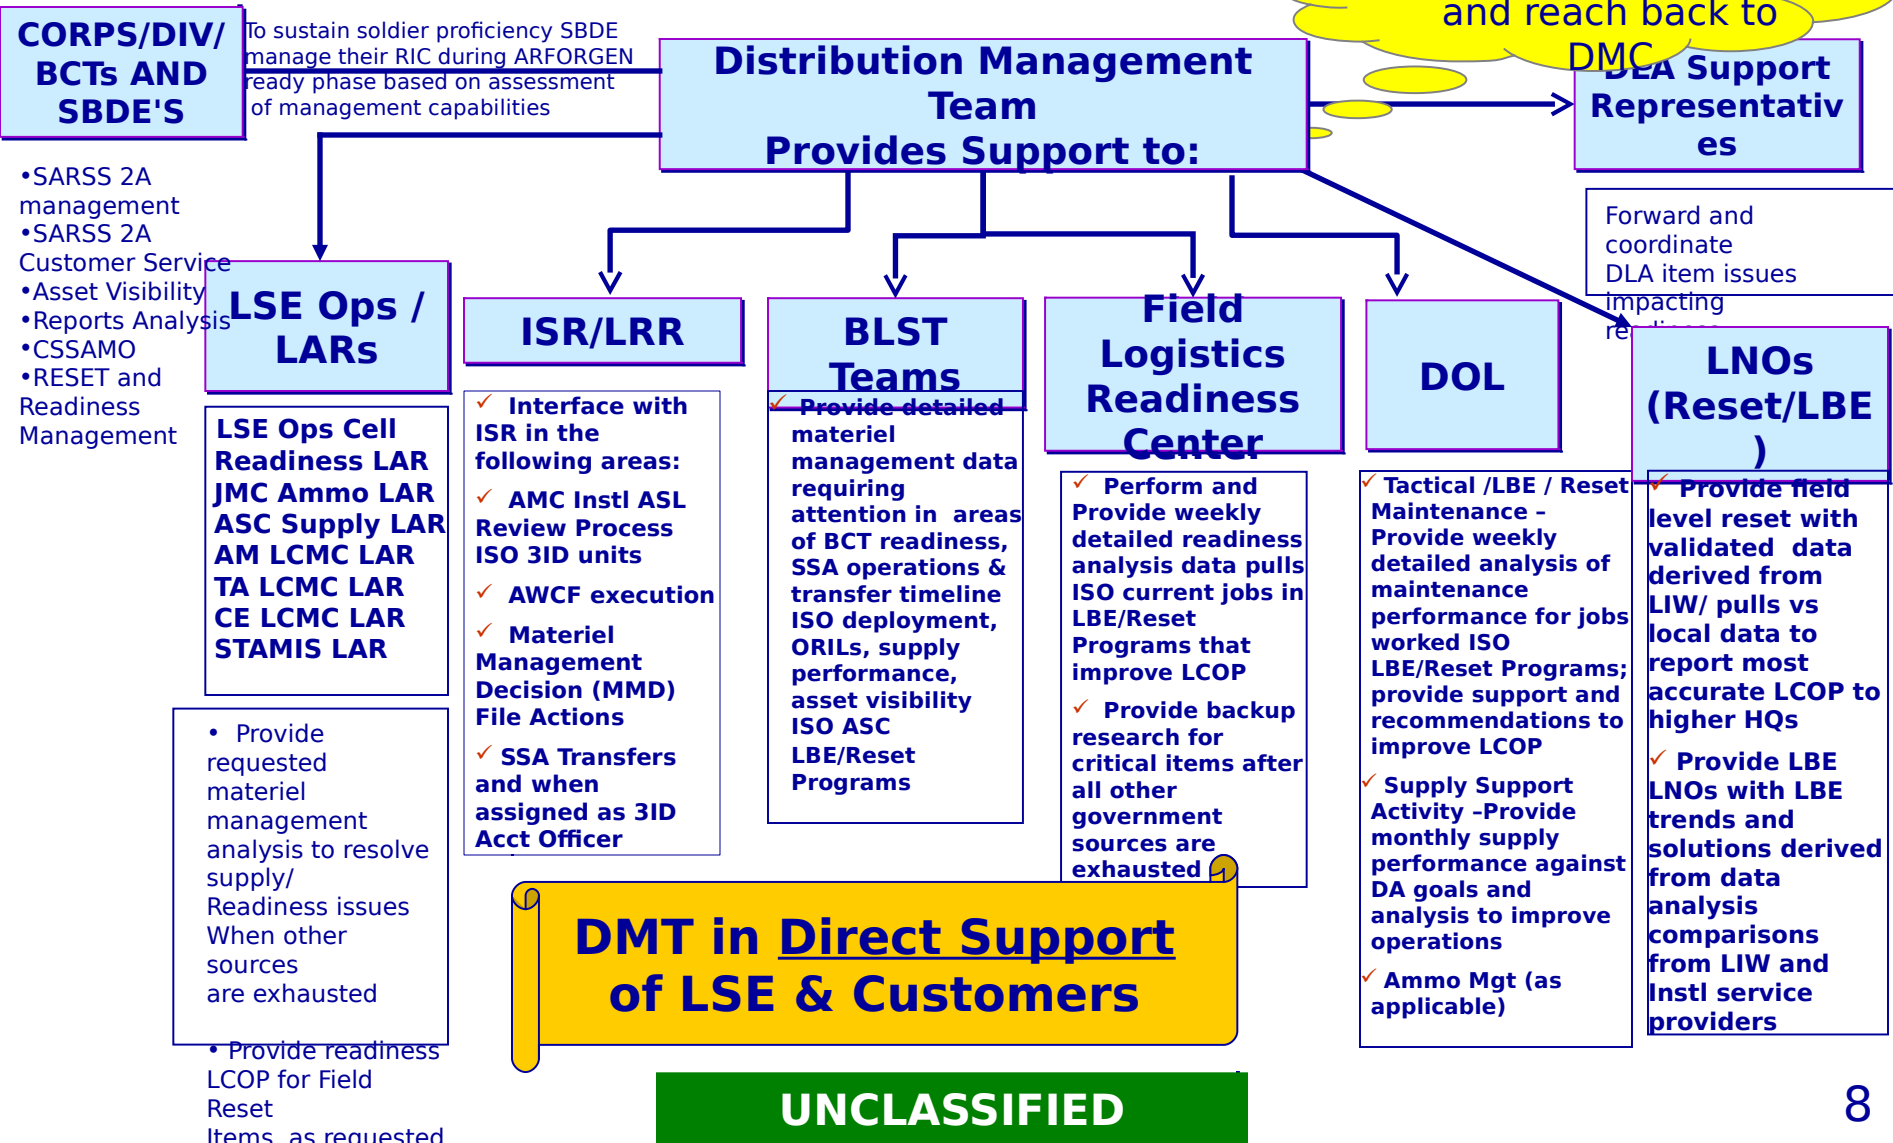 CORPS/DIV/
BCTs AND
SBDE'S
To sustain soldier proficiency SBDE
manage their RIC during ARFORGEN
ready phase based on assessment
of management capabilities
Distribution Management
Team
Provides Support to:
and reach back to
DMC
DLA Support
Representativ
es
•SARSS 2A
management
•SARSS 2A
Customer Service
•Asset Visibility
•Reports Analysis
•CSSAMO
•RESET and
Readiness
Management
Forward and
coordinate
DLA item issues
impacting
readiness
LSE Ops /
LARs
LSE Ops Cell
Readiness LAR
JMC Ammo LAR
ASC Supply LAR
AM LCMC LAR
TA LCMC LAR
CE LCMC LAR
STAMIS LAR
• Provide
requested
materiel
management
analysis to resolve
supply/
Readiness issues
When other
sources
are exhausted
• Provide readiness
LCOP for Field
Reset
Items, as requested
ISR/LRR
✓ Interface with
ISR in the
following areas:
✓ AMC Instl ASL
Review Process
ISO 3ID units
✓ AWCF execution
✓ Materiel
Management
Decision (MMD)
File Actions
✓ SSA Transfers
and when
assigned as 3ID
Acct Officer
BLST
Teams
✓ Provide detailed
materiel
management data
requiring
attention in areas
of BCT readiness,
SSA operations &
transfer timeline
ISO deployment,
ORILs, supply
performance,
asset visibility
ISO ASC
LBE/Reset
Programs
Field
Logistics
Readiness
Center
✓ Perform and
Provide weekly
detailed readiness
analysis data pulls
ISO current jobs in
LBE/Reset
Programs that
improve LCOP
✓ Provide backup
research for
critical items after
all other
government
sources are
exhausted
DOL
✓ Tactical /LBE / Reset
Maintenance –
Provide weekly
detailed analysis of
maintenance
performance for jobs
worked ISO
LBE/Reset Programs;
provide support and
recommendations to
improve LCOP
✓ Supply Support
Activity –Provide
monthly supply
performance against
DA goals and
analysis to improve
operations
✓ Ammo Mgt (as
applicable)
LNOs
(Reset/LBE
)
✓ Provide field
level reset with
validated data
derived from
LIW/ pulls vs
local data to
report most
accurate LCOP to
higher HQs
✓ Provide LBE
LNOs with LBE
trends and
solutions derived
from data
analysis
comparisons
from LIW and
Instl service
providers
DMT in Direct Support
of LSE & Customers
UNCLASSIFIED
8